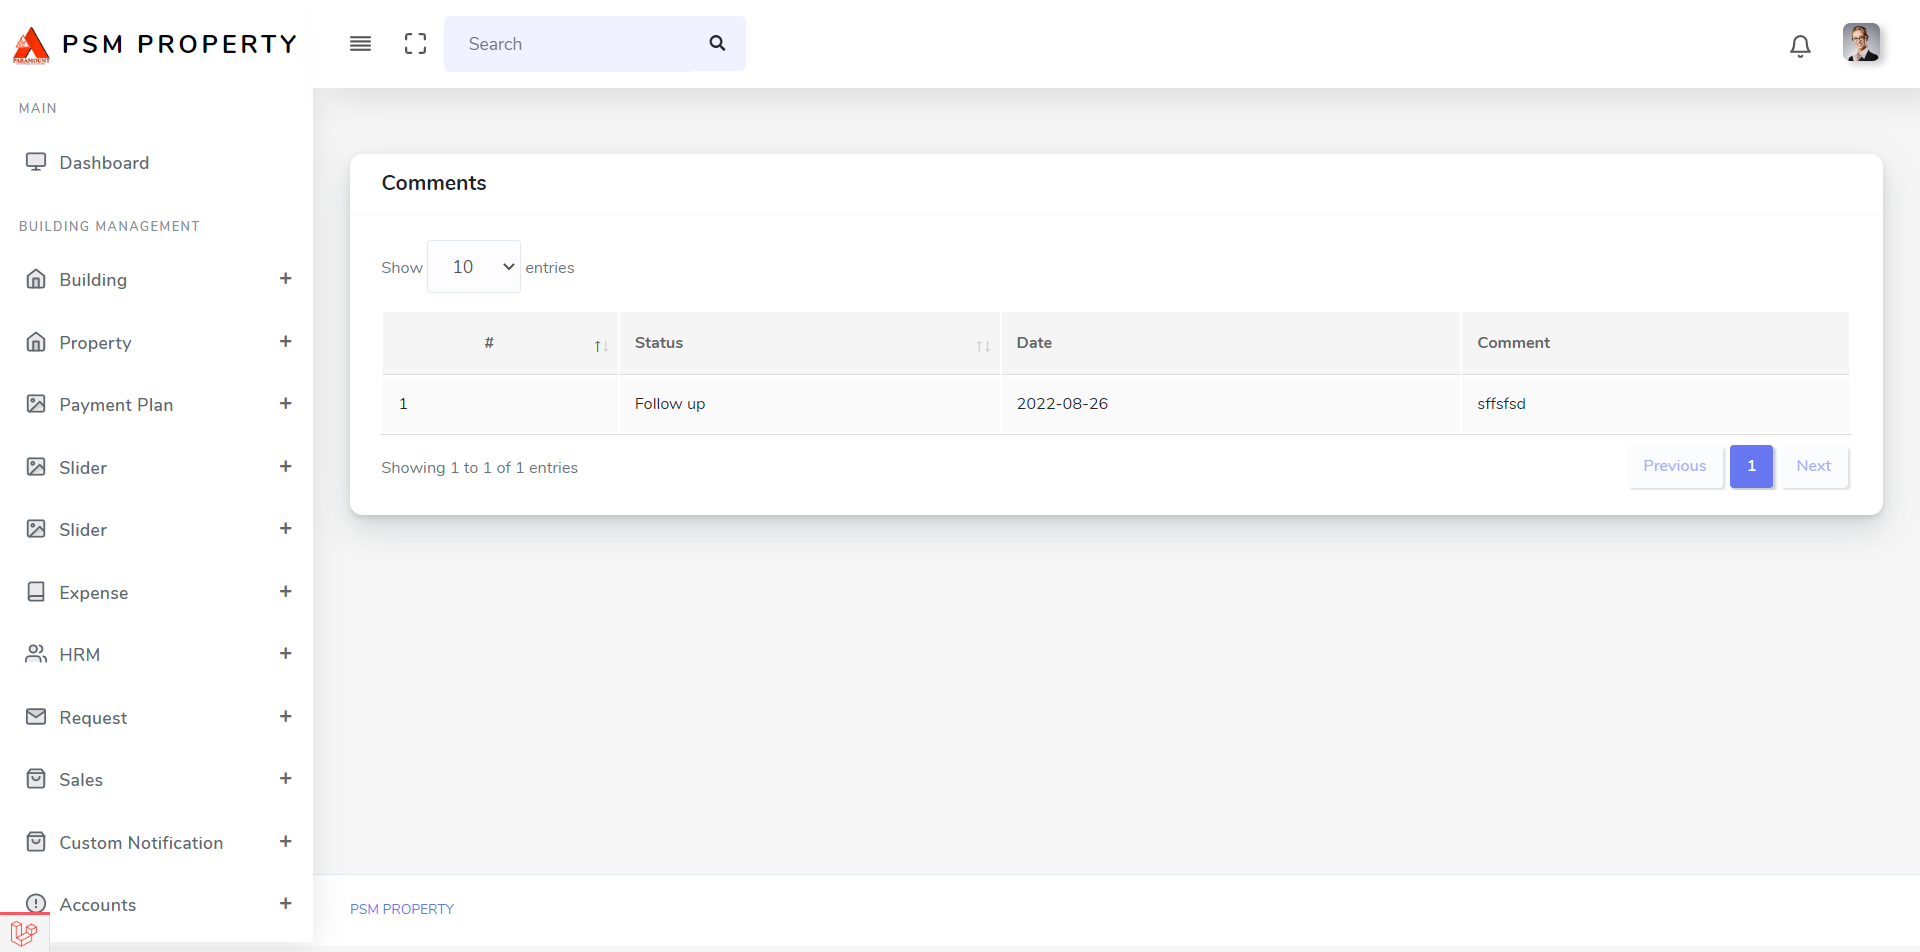 PARAMOUNT
PSM PROPERTY
Search
MAIN
Dashboard
BUILDING MANAGEMENT
Building +
Property +
Payment Plan +
Slider +
Slider +
Expense +
HRM +
Request +
Sales +
Custom Notification +
Accounts +
Comments
Show 10 entries
# Status Date Comment
1 Follow up 2022-08-26 sffsfsd
Showing 1 to 1 of 1 entries
Previous 1 Next
PSM PROPERTY